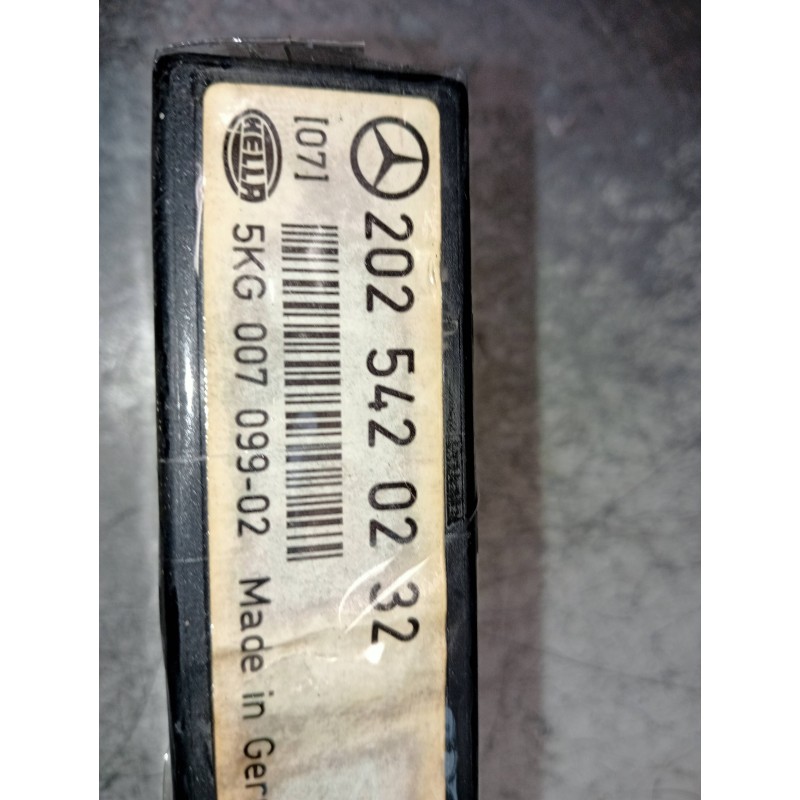 202 542 02 32
[07]
HELLA
5KG 007 099-02 Made in Ger